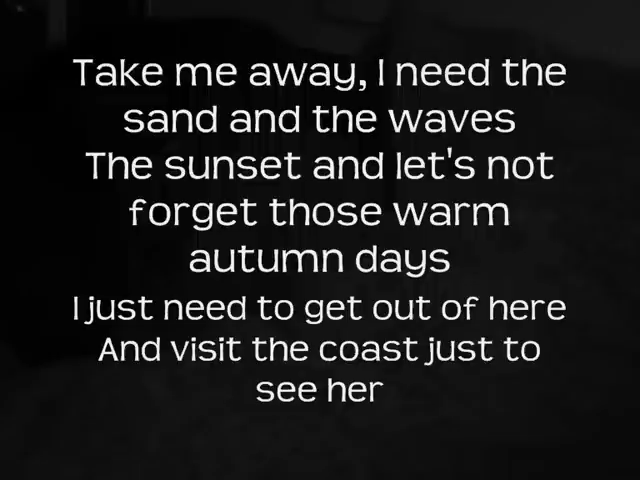 Take me away, I need the
sand and the waves
The sunset and let's not
forget those warm
autumn days
I just need to get out of here
And visit the coast just to
see her